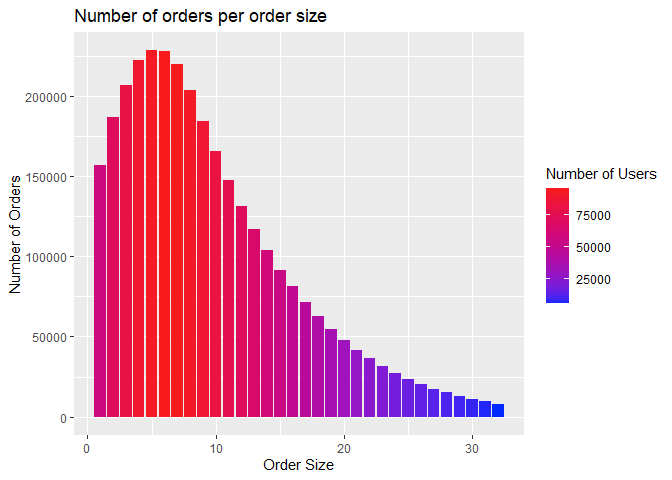 Number of orders per order size
Number of Orders
200000
150000
100000
50000
0
0 10 20 30
Order Size
Number of Users
75000
50000
25000